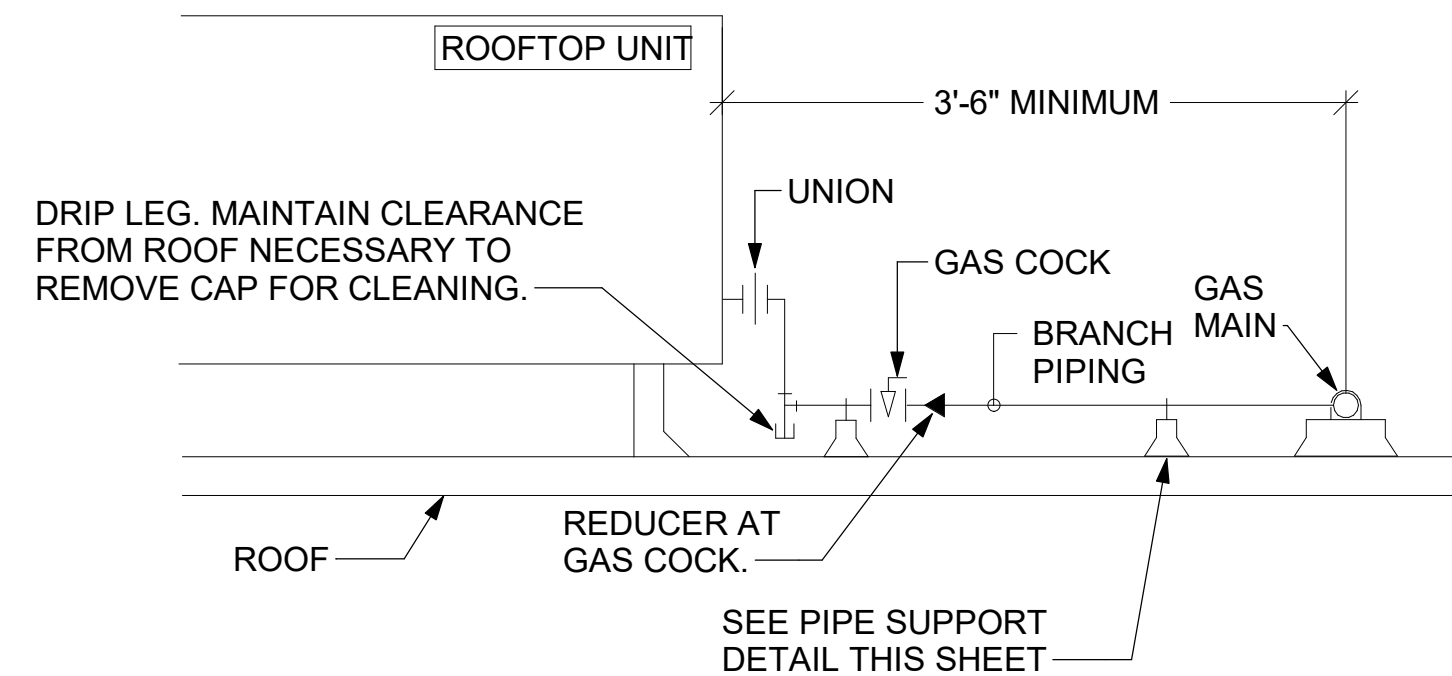 ROOFTOP UNIT
3'-6" MINIMUM
UNION
DRIP LEG. MAINTAIN CLEARANCE
FROM ROOF NECESSARY TO
REMOVE CAP FOR CLEANING.
GAS COCK
GAS
MAIN
BRANCH
PIPING
REDUCER AT
GAS COCK.
ROOF
SEE PIPE SUPPORT
DETAIL THIS SHEET